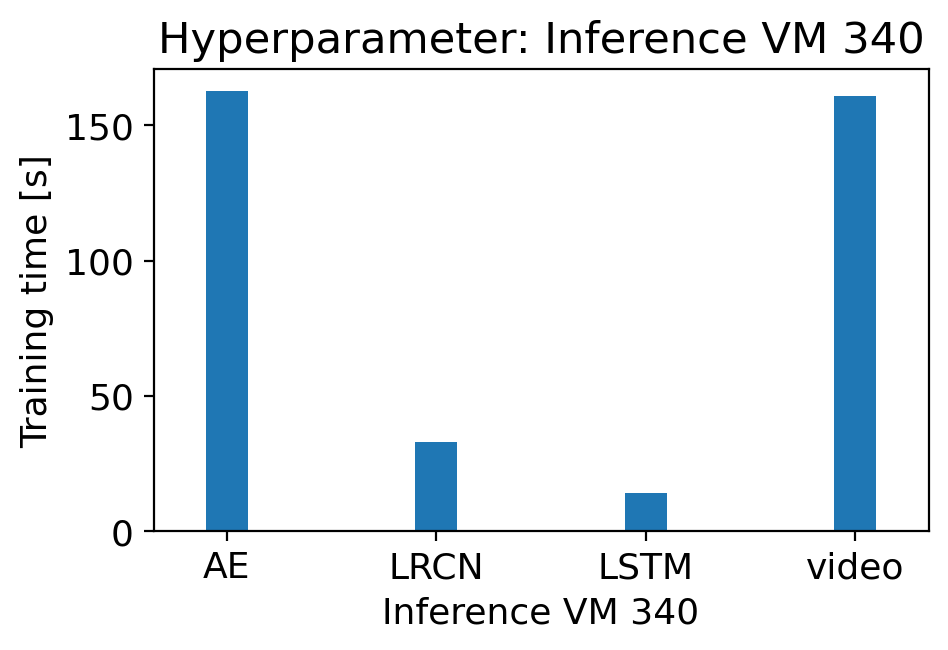 Hyperparameter: Inference VM 340
Training time [s]
150
100
50
0
AE LRCN LSTM video
Inference VM 340